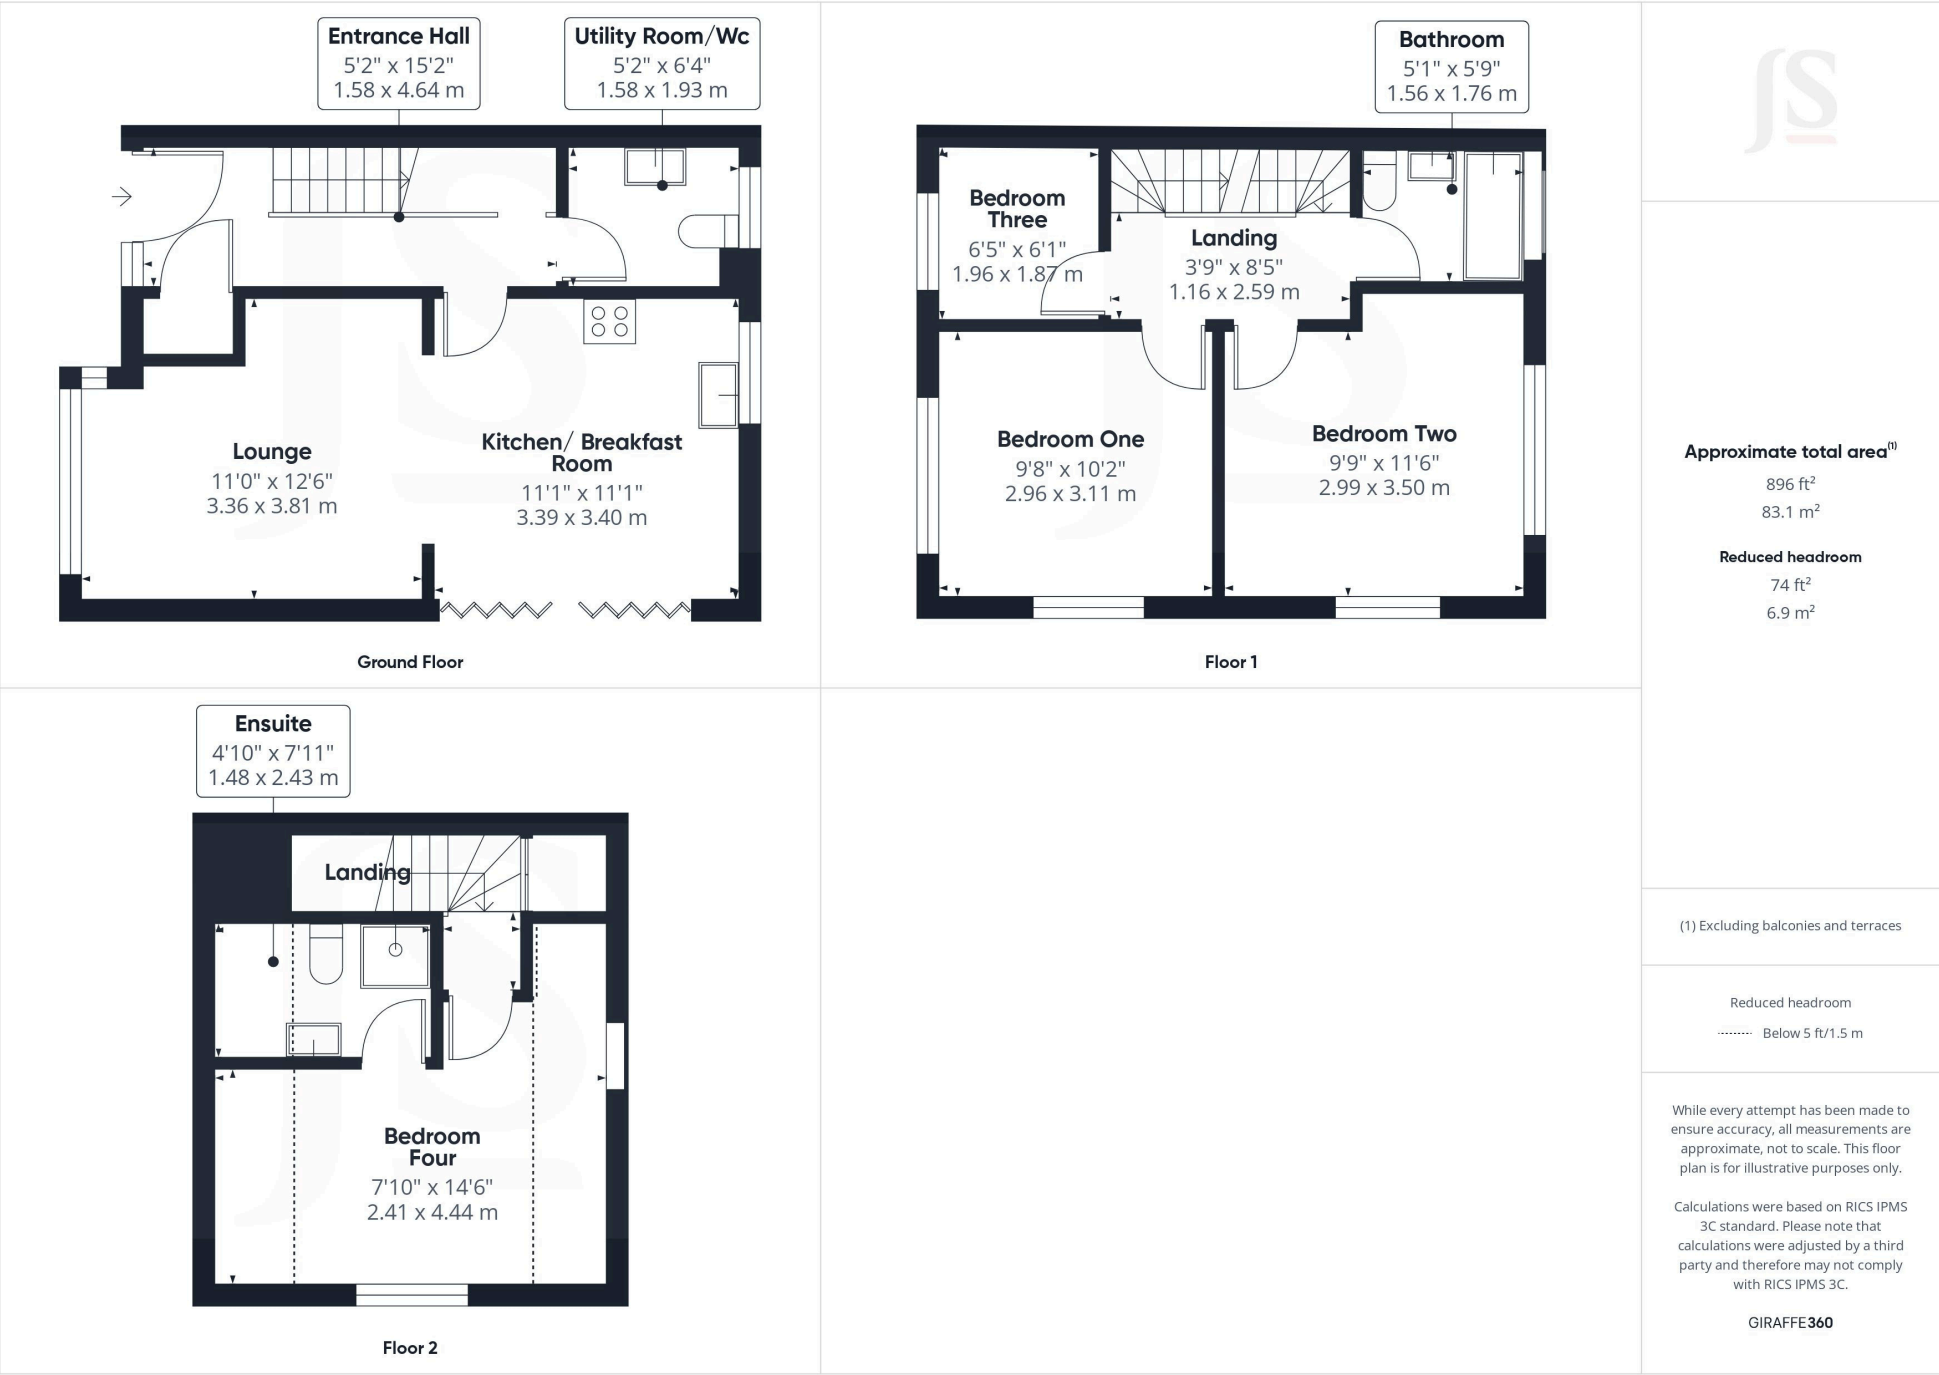 Entrance Hall
5'2" x 15'2"
1.58 x 4.64 m
Utility Room/Wc
5'2" x 6'4"
1.58 x 1.93 m
Lounge
11'0" x 12'6"
3.36 x 3.81 m
Kitchen/ Breakfast
Room
11'1" x 11'1"
3.39 x 3.40 m
Ground Floor
Bathroom
5'1" x 5'9"
1.56 x 1.76 m
Bedroom
Three
6'5" x 6'1"
1.96 x 1.87 m
Landing
3'9" x 8'5"
1.16 x 2.59 m
Bedroom One
9'8" x 10'2"
2.96 x 3.11 m
Bedroom Two
9'9" x 11'6"
2.99 x 3.50 m
Floor 1
Ensuite
4'10" x 7'11"
1.48 x 2.43 m
Landing
Bedroom
Four
7'10" x 14'6"
2.41 x 4.44 m
Floor 2
JS
Approximate total area⁽¹⁾
896 ft²
83.1 m²
Reduced headroom
74 ft²
6.9 m²
(1) Excluding balconies and terraces
Reduced headroom
Below 5 ft/1.5 m
While every attempt has been made to
ensure accuracy, all measurements are
approximate, not to scale. This floor
plan is for illustrative purposes only.
Calculations were based on RICS IPMS
3C standard. Please note that
calculations were adjusted by a third
party and therefore may not comply
with RICS IPMS 3C.
GIRAFFE360